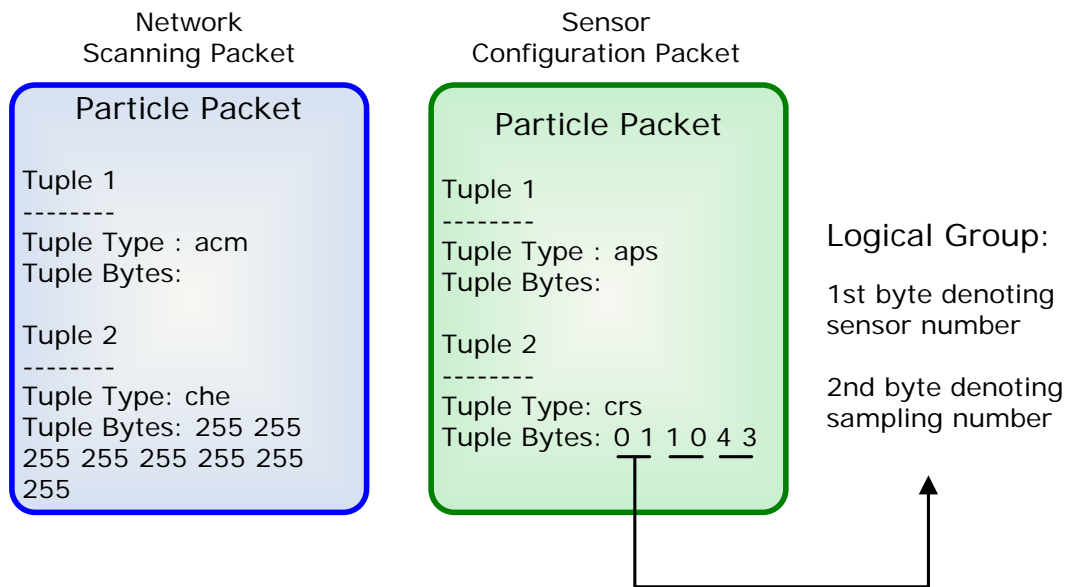 Network
Scanning Packet
Particle Packet
Tuple 1
--------
Tuple Type : acm
Tuple Bytes:
Tuple 2
--------
Tuple Type: che
Tuple Bytes: 255 255
255 255 255 255 255
255
Sensor
Configuration Packet
Particle Packet
Tuple 1
--------
Tuple Type : aps
Tuple Bytes:
Tuple 2
--------
Tuple Type: crs
Tuple Bytes: 0 1 1 0 4 3
Logical Group:
1st byte denoting
sensor number
2nd byte denoting
sampling number